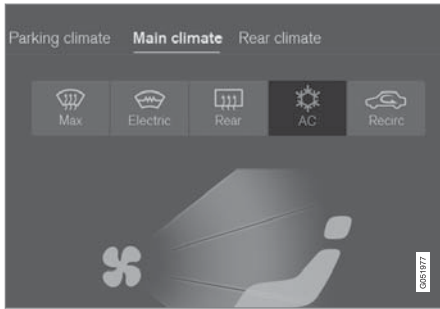 Parking climate Main climate Rear climate
Max Electric Rear AC Recirc
G051977